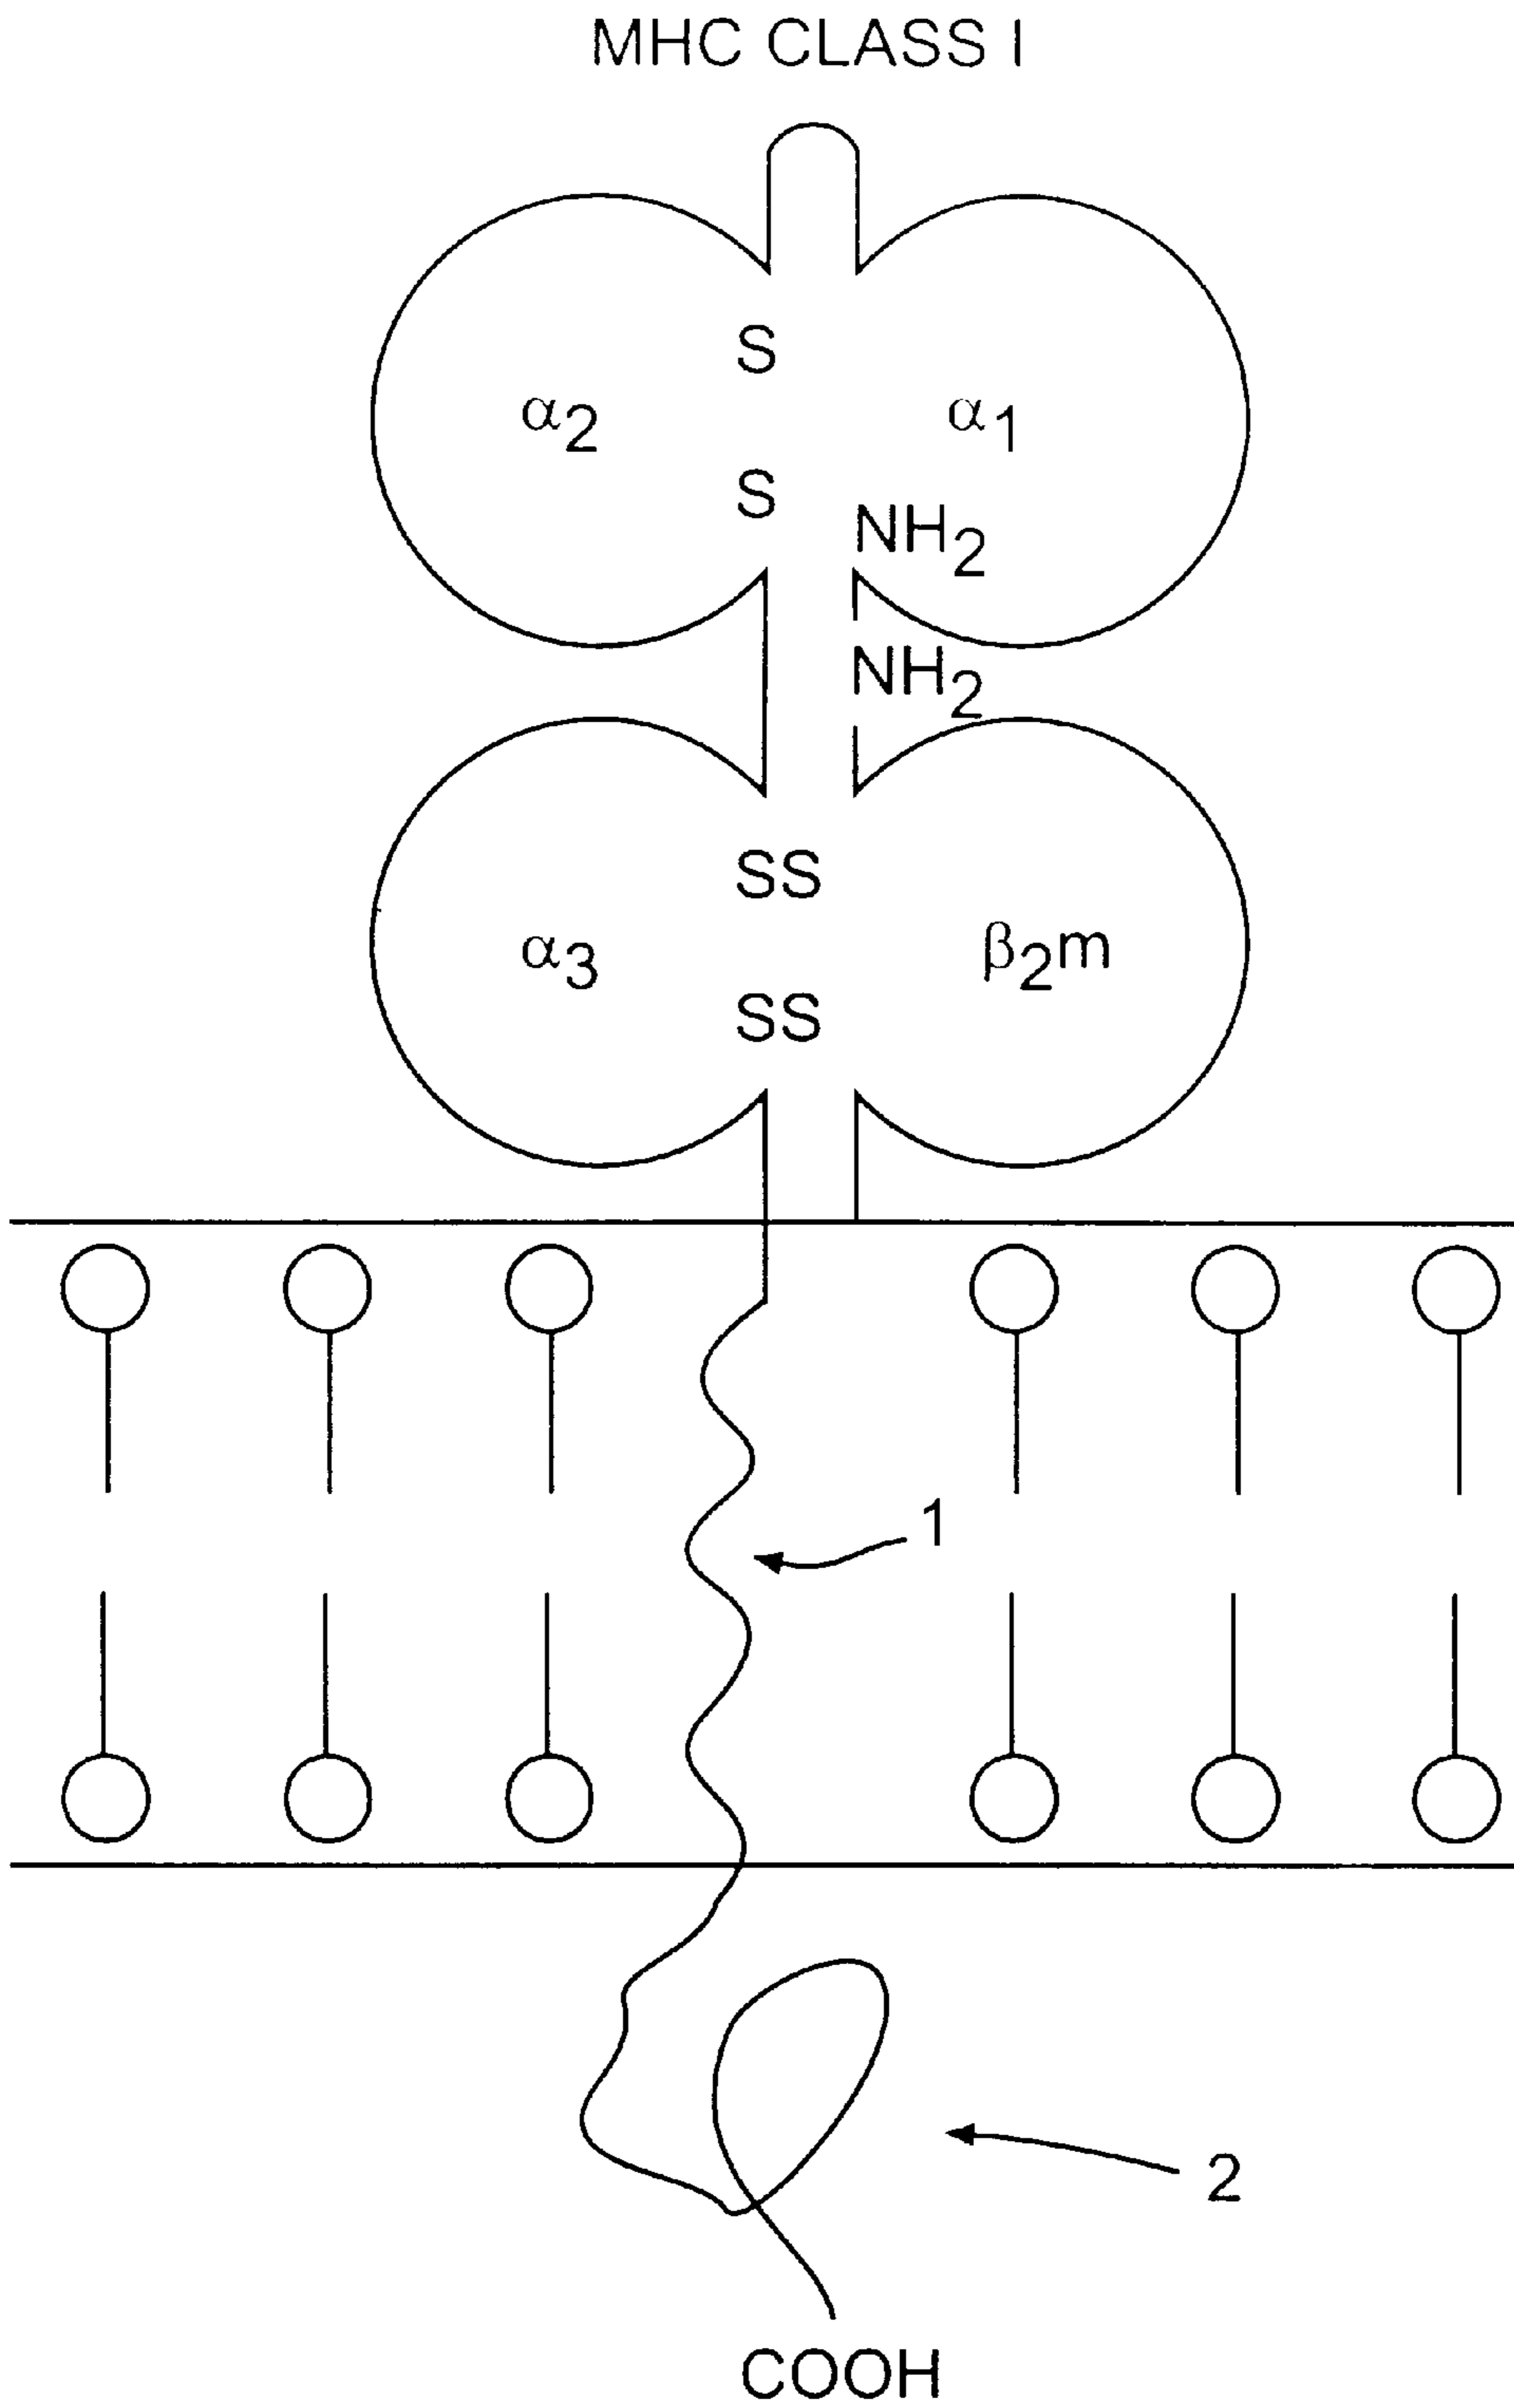 MHC CLASS I
S
α2 α1
S
NH2
NH2
SS
α3 β2m
SS
1
2
COOH